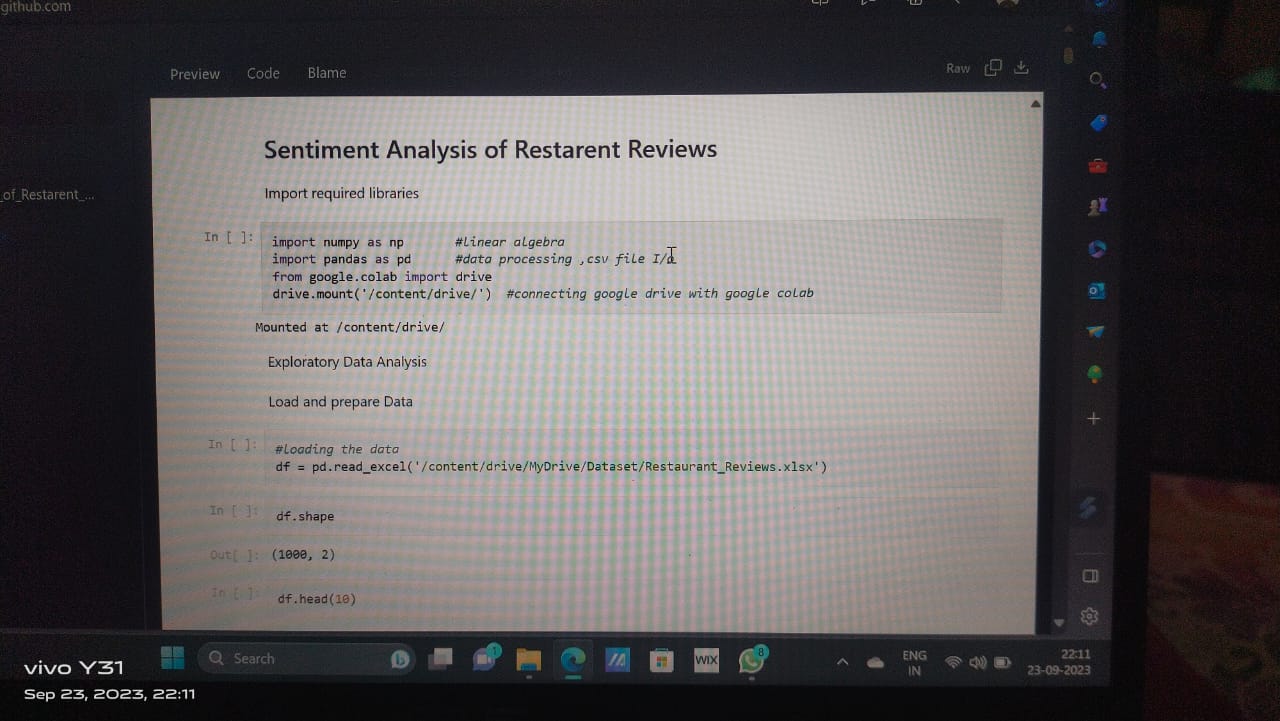 github.com
Preview Code Blame
Raw
_of_Restarent_...
Sentiment Analysis of Restarent Reviews
Import required libraries
In [ ]:
import numpy as np #linear algebra
import pandas as pd #data processing ,csv file I/o
from google.colab import drive
drive.mount('/content/drive/') #connecting google drive with google colab
Mounted at /content/drive/
Exploratory Data Analysis
Load and prepare Data
In [ ]:
#Loading the data
df = pd.read_excel('/content/drive/MyDrive/Dataset/Restaurant_Reviews.xlsx')
In [ ]: df.shape
Out[ ]: (1000, 2)
In [ ]: df.head(10)
Search
1
WIX
8
ENG
IN
22:11
23-09-2023
vivo Y31
Sep 23, 2023, 22:11